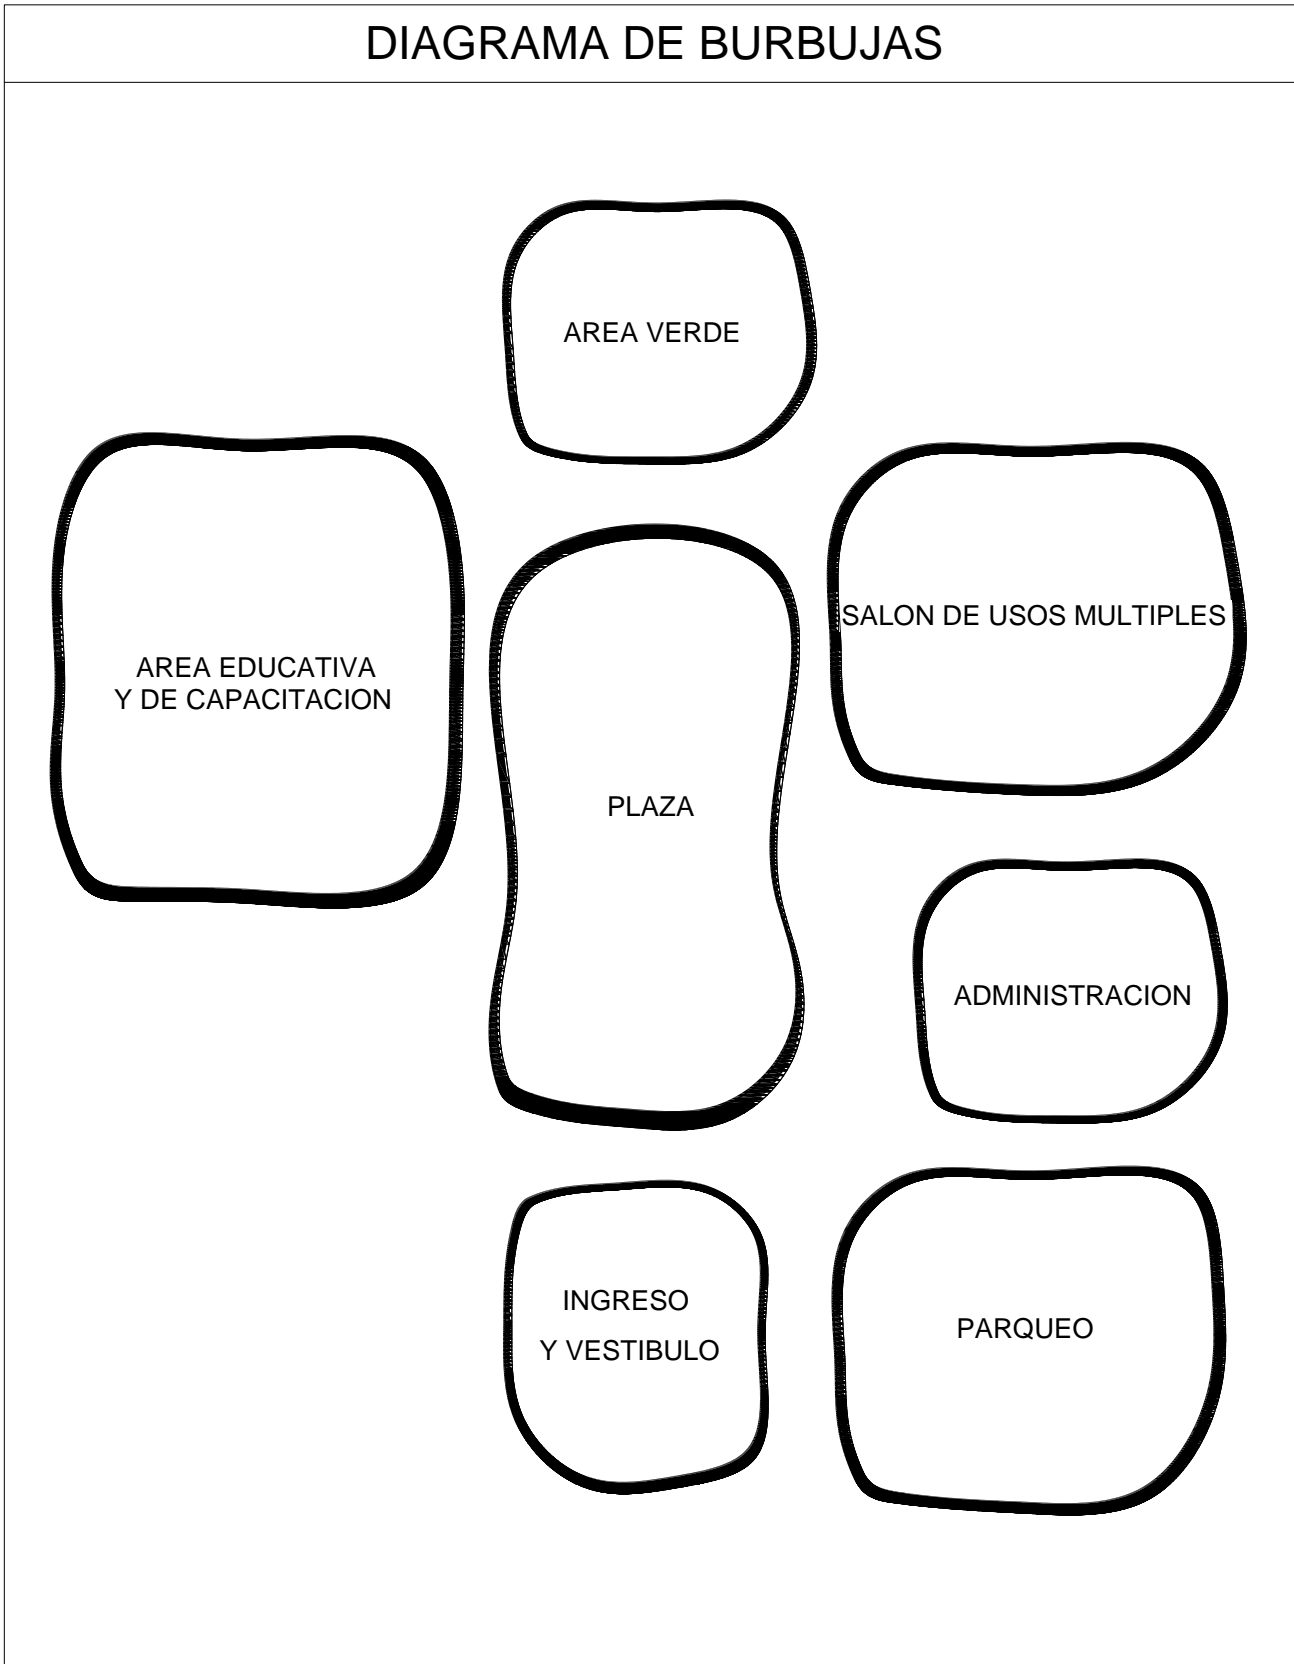 DIAGRAMA DE BURBUJAS
AREA VERDE
SALON DE USOS MULTIPLES
AREA EDUCATIVA
Y DE CAPACITACION
PLAZA
ADMINISTRACION
INGRESO
Y VESTIBULO
PARQUEO